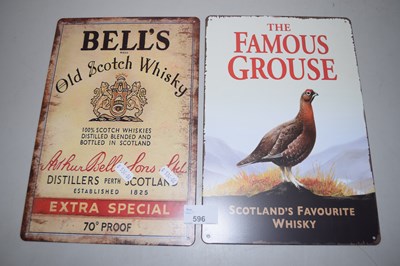 BELL'S
Old Scotch Whisky
100% SCOTCH WHISKIES
DISTILLED BLENDED AND
BOTTLED IN SCOTLAND
Arthur Bell & Sons Ltd
DISTILLERS PERTH SCOTLAND
ESTABLISHED 1825
EXTRA SPECIAL
70° PROOF
596
THE
FAMOUS
GROUSE
SCOTLAND'S FAVOURITE
WHISKY